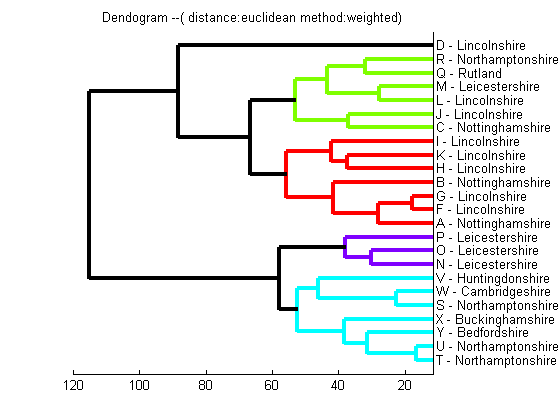 Dendogram --( distance:euclidean method:weighted)
D - Lincolnshire
R - Northamptonshire
Q - Rutland
M - Leicestershire
L - Lincolnshire
J - Lincolnshire
C - Nottinghamshire
I - Lincolnshire
K - Lincolnshire
H - Lincolnshire
B - Nottinghamshire
G - Lincolnshire
F - Lincolnshire
A - Nottinghamshire
P - Leicestershire
O - Leicestershire
N - Leicestershire
V - Huntingdonshire
W - Cambridgeshire
S - Northamptonshire
X - Buckinghamshire
Y - Bedfordshire
U - Northamptonshire
T - Northamptonshire
120 100 80 60 40 20